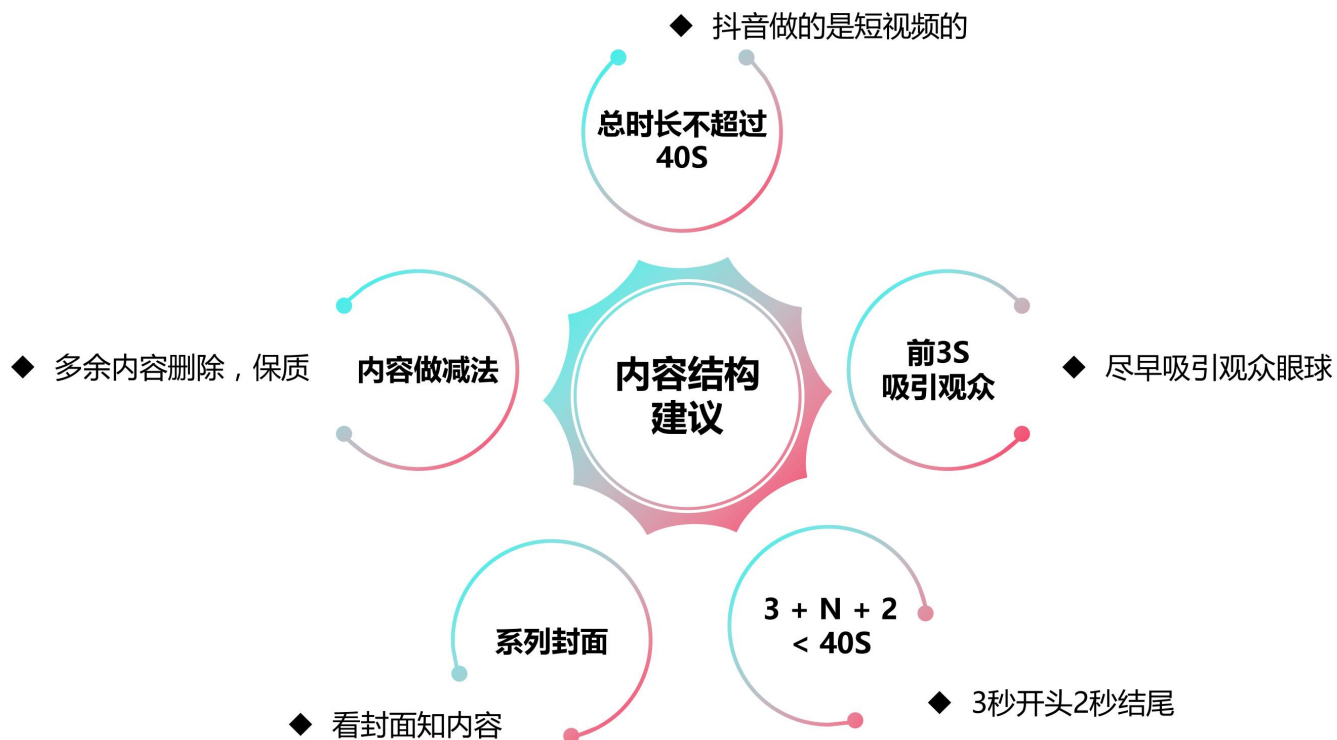 ◆ 抖音做的是短视频的
总时长不超过
40S
◆ 多余内容删除，保质
内容做减法
内容结构
建议
前3S
吸引观众
◆ 尽早吸引观众眼球
系列封面
◆ 看封面知内容
3 + N + 2
< 40S
◆ 3秒开头2秒结尾